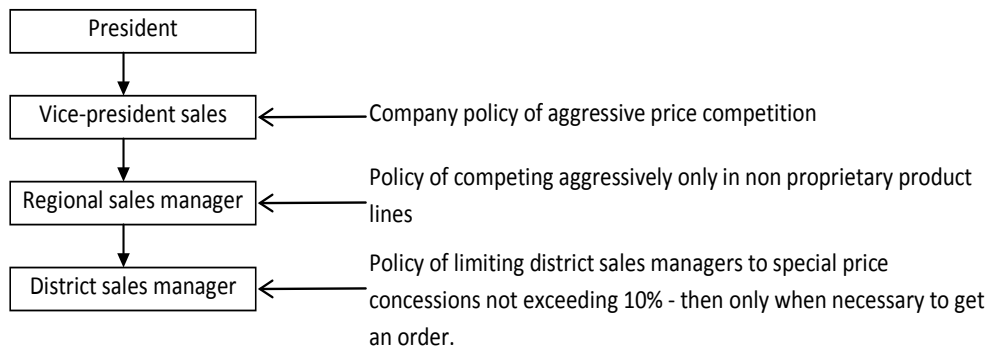 President
Vice-president sales
Company policy of aggressive price competition
Policy of competing aggressively only in non proprietary product
lines
Regional sales manager
Policy of limiting district sales managers to special price
concessions not exceeding 10% - then only when necessary to get
an order.
District sales manager